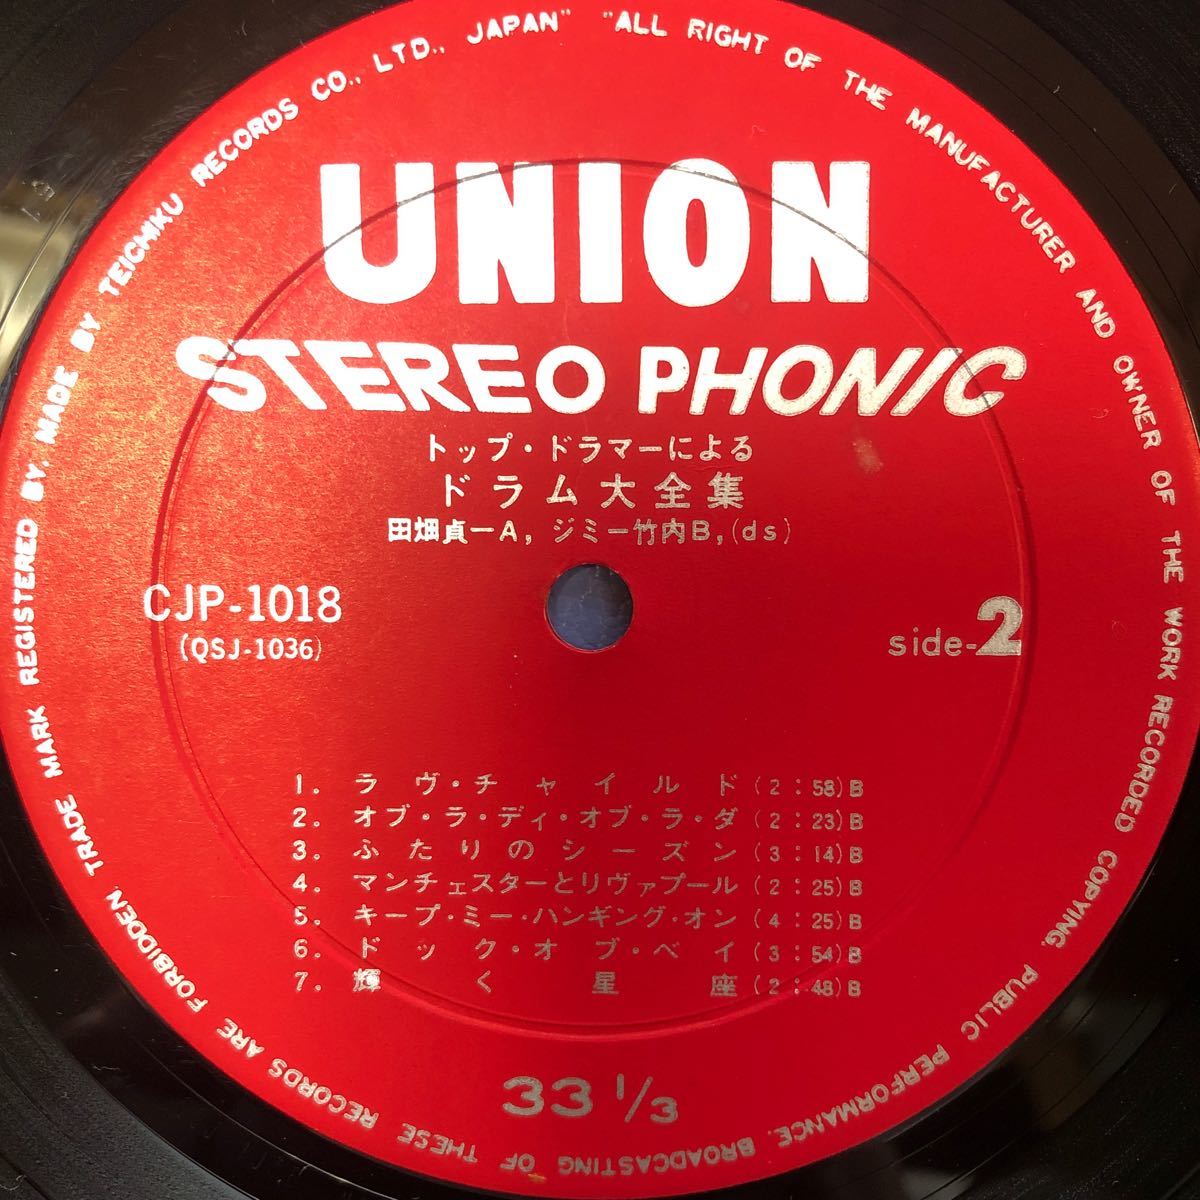 TRADE MARK REGISTERED BY. MADE BY TEICHIKU RECORDS CO., LTD., JAPAN" "ALL RIGHT OF THE MANUFACTURER AND OWNER OF THE WORK RECORDED COPYING, PUBLIC PERFORMANCE, BROADCASTING OF THESE RECORDS ARE FORBIDDEN.
UNION
STEREO PHONIC
トップ・ドラマーによる
ドラム大全集
田畑貞一A, ジミー竹内B,(ds)
CJP-1018
(QSJ-1036)
side-2
1. ラヴ・チャイルド(2:58)B
2. オブ・ラ・ディ・オブ・ラ・ダ(2:23)B
3. ふたりのシーズン(3:14)B
4. マンチェスターとリヴァプール(2:25)B
5. キープ・ミー・ハンギング・オン(4:25)B
6. ドック・オブ・ベイ(3:54)B
7. 輝く星座(2:48)B
33 1/3